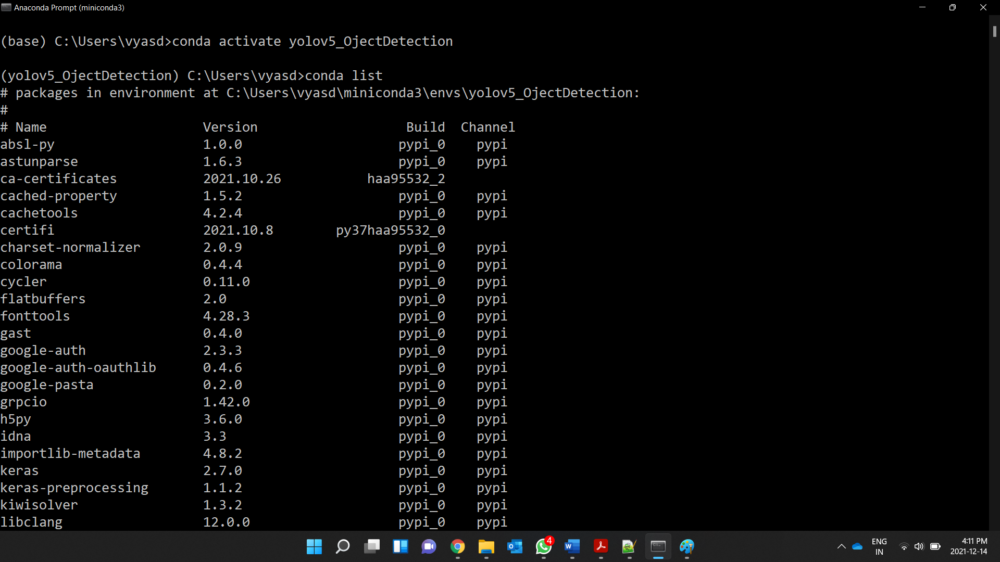 Anaconda Prompt (miniconda3)
(base) C:\Users\vyasd>conda activate yolov5_OjectDetection
(yolov5_OjectDetection) C:\Users\vyasd>conda list
# packages in environment at C:\Users\vyasd\miniconda3\envs\yolov5_OjectDetection:
#
# Name Version Build Channel
absl-py 1.0.0 pypi_0 pypi
astunparse 1.6.3 pypi_0 pypi
ca-certificates 2021.10.26 haa95532_2
cached-property 1.5.2 pypi_0 pypi
cachetools 4.2.4 pypi_0 pypi
certifi 2021.10.8 py37haa95532_0
charset-normalizer 2.0.9 pypi_0 pypi
colorama 0.4.4 pypi_0 pypi
cycler 0.11.0 pypi_0 pypi
flatbuffers 2.0 pypi_0 pypi
fonttools 4.28.3 pypi_0 pypi
gast 0.4.0 pypi_0 pypi
google-auth 2.3.3 pypi_0 pypi
google-auth-oauthlib 0.4.6 pypi_0 pypi
google-pasta 0.2.0 pypi_0 pypi
grpcio 1.42.0 pypi_0 pypi
h5py 3.6.0 pypi_0 pypi
idna 3.3 pypi_0 pypi
importlib-metadata 4.8.2 pypi_0 pypi
keras 2.7.0 pypi_0 pypi
keras-preprocessing 1.1.2 pypi_0 pypi
kiwisolver 1.3.2 pypi_0 pypi
libclang 12.0.0 pypi_0 pypi
4
ENG
IN
4:11 PM
2021-12-14